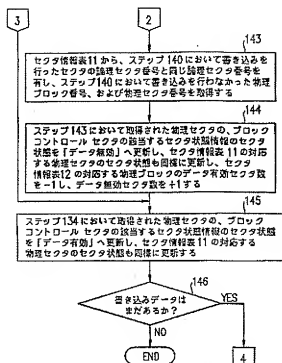 3
2
143
セクタ情報表11から、ステップ140において書き込みを
行ったセクタの論理セクタ番号と同じ論理セクタ番号を
有し、ステップ140において書き込みを行わなかった物理
ブロック番号、および物理セクタ番号を取得する
144
ステップ143において取得された物理セクタの、ブロック
コントロール セクタの該当するセクタ状態情報のセクタ
状態を「データ無効」へ更新し、セクタ情報表11の対応す
る物理セクタのセクタ状態も同様に更新し、セクタ
情報表12の対応する物理ブロックのデータ有効セクタ数
を-1し、データ無効セクタ数を+1する
145
ステップ134において取得された物理セクタの、ブロック
コントロール セクタの該当するセクタ状態情報のセクタ状態
を「データ有効」へ更新し、セクタ情報表11の対応する
物理セクタのセクタ状態も同様に更新する
146
書き込みデータは
まだあるか?
YES
NO
END
4